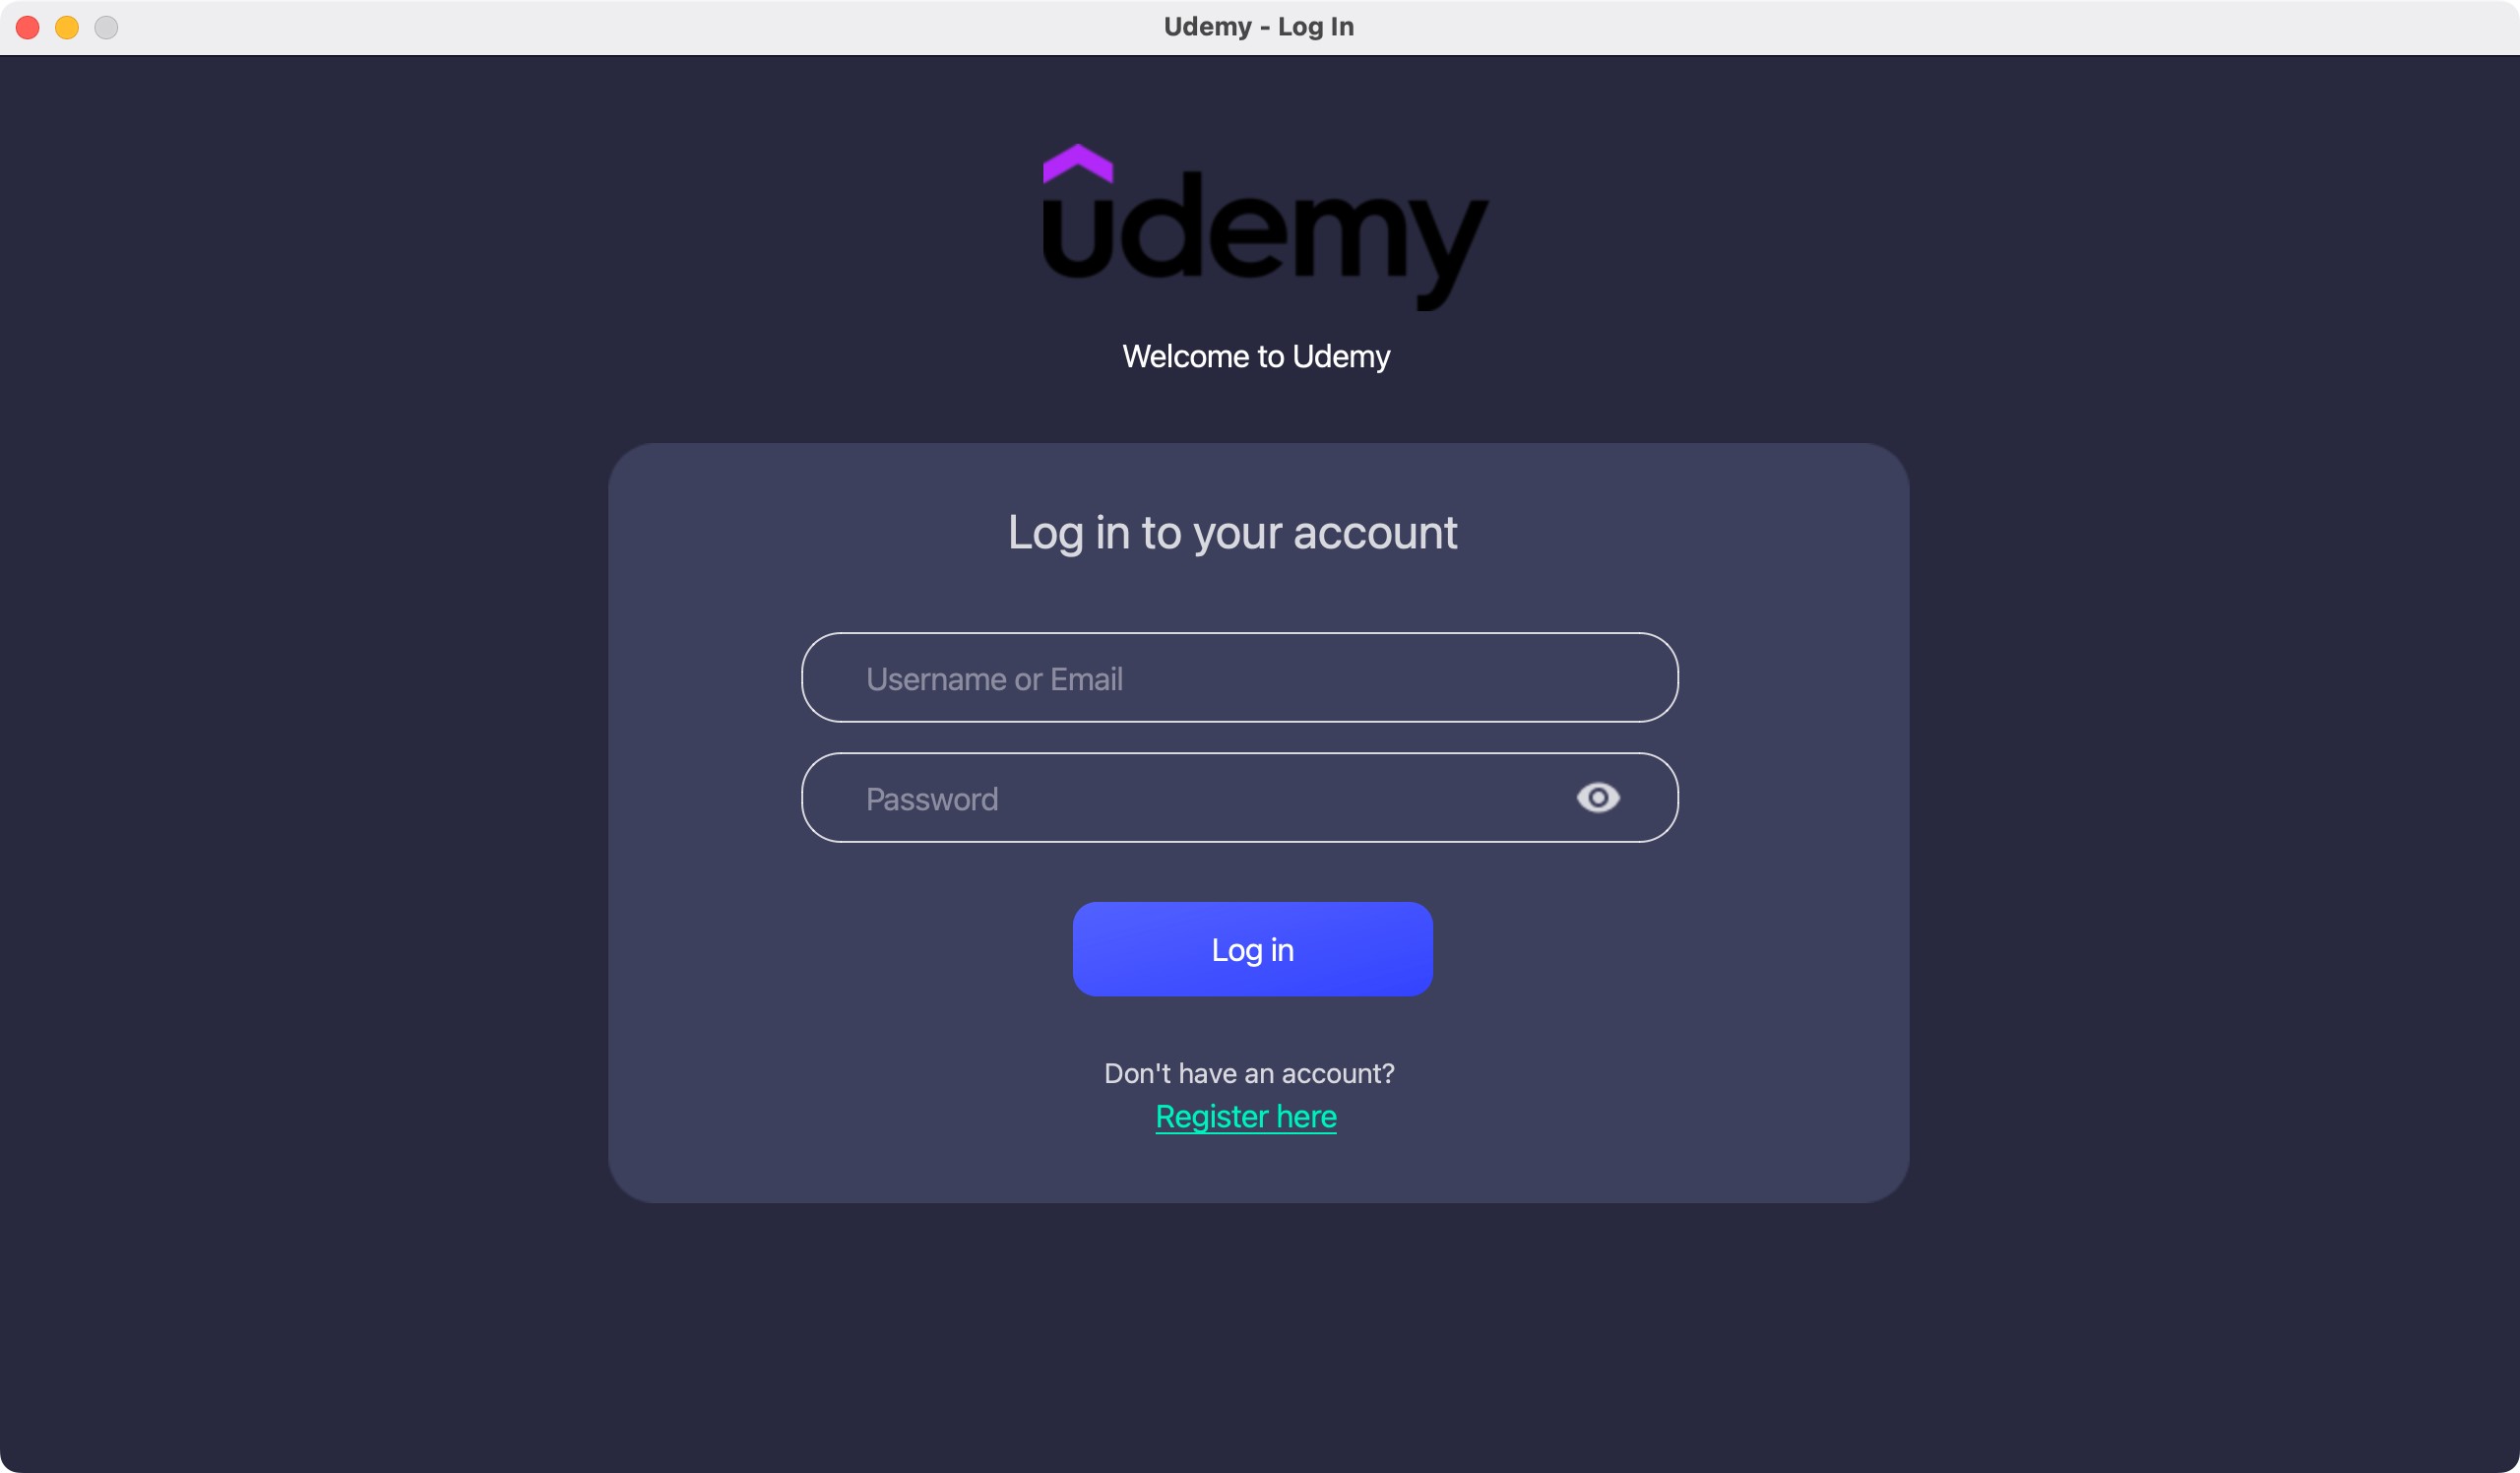 Udemy - Log In
udemy
Welcome to Udemy
Log in to your account
Username or Email
Password
Log in
Don't have an account?
Register here